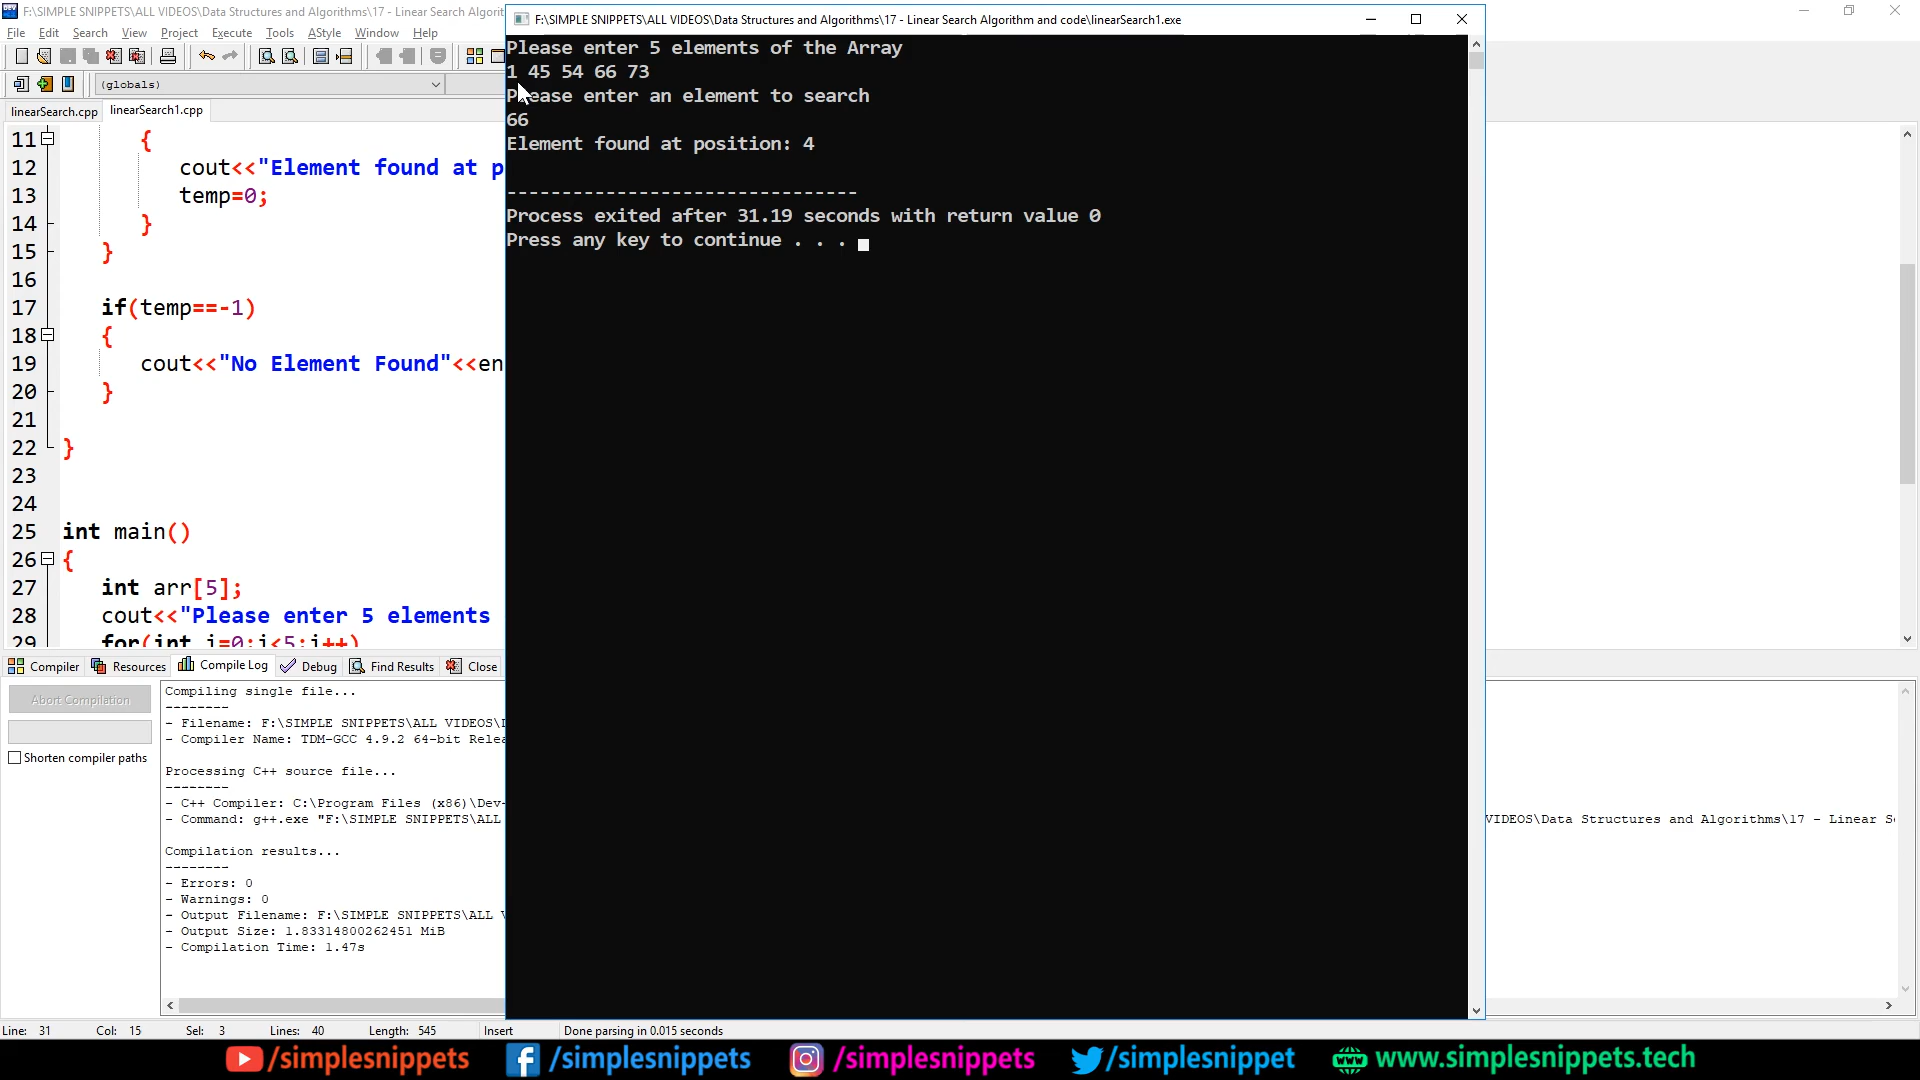 F:\SIMPLE SNIPPETS\ALL VIDEOS\Data Structures and Algorithms\17 - Linear Search Algorit
File Edit Search View Project Execute Tools AStyle Window Help
(globals)
linearSearch.cpp linearSearch1.cpp
11 {
12 cout<<"Element found at p
13 temp=0;
14 }
15 }
16
17 if(temp==-1)
18 {
19 cout<<"No Element Found"<<en
20 }
21
22 }
23
24
25 int main()
26 {
27 int arr[5];
28 cout<<"Please enter 5 elements
29 for(int i=0;i<5;i++)
F:\SIMPLE SNIPPETS\ALL VIDEOS\Data Structures and Algorithms\17 - Linear Search Algorithm and code\linearSearch1.exe
Please enter 5 elements of the Array
1 45 54 66 73
Please enter an element to search
66
Element found at position: 4
--------------------------------
Process exited after 31.19 seconds with return value 0
Press any key to continue . . .
Compiler Resources Compile Log Debug Find Results Close
Abort Compilation
Shorten compiler paths
Compiling single file...
--------
- Filename: F:\SIMPLE SNIPPETS\ALL VIDEOS\
- Compiler Name: TDM-GCC 4.9.2 64-bit Relea
Processing C++ source file...
--------
- C++ Compiler: C:\Program Files (x86)\Dev-
- Command: g++.exe "F:\SIMPLE SNIPPETS\ALL
VIDEOS\Data Structures and Algorithms\17 - Linear S
Compilation results...
--------
- Errors: 0
- Warnings: 0
- Output Filename: F:\SIMPLE SNIPPETS\ALL
- Output Size: 1.83314800262451 MiB
- Compilation Time: 1.47s
Line: 31 Col: 15 Sel: 3 Lines: 40 Length: 545 Insert Done parsing in 0.015 seconds
/simplesnippets /simplesnippets /simplesnippets /simplesnippet www.simplesnippets.tech